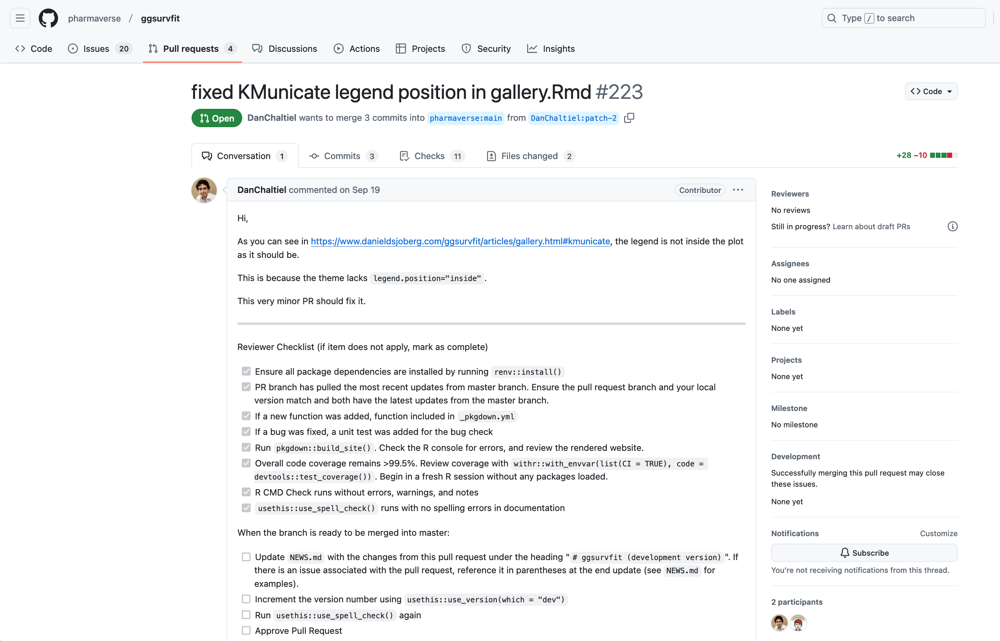 pharmaverse / ggsurvfit
Type / to search
Code
Issues 20
Pull requests 4
Discussions
Actions
Projects
Security
Insights
fixed KMunicate legend position in gallery.Rmd #223
Code
Open
DanChaltiel wants to merge 3 commits into pharmaverse:main from DanChaltiel:patch-2
Conversation 1
Commits 3
Checks 11
Files changed 2
+28 −10
DanChaltiel commented on Sep 19
Contributor
Hi,
As you can see in https://www.danieldsjoberg.com/ggsurvfit/articles/gallery.html#kmunicate, the legend is not inside the plot
as it should be.
This is because the theme lacks legend.position="inside".
This very minor PR should fix it.
Reviewer Checklist (if item does not apply, mark as complete)
Ensure all package dependencies are installed by running renv::install()
PR branch has pulled the most recent updates from master branch. Ensure the pull request branch and your local
version match and both have the latest updates from the master branch.
If a new function was added, function included in _pkgdown.yml
If a bug was fixed, a unit test was added for the bug check
Run pkgdown::build_site(). Check the R console for errors, and review the rendered website.
Overall code coverage remains >99.5%. Review coverage with withr::with_envvar(list(CI = TRUE), code =
devtools::test_coverage()). Begin in a fresh R session without any packages loaded.
R CMD Check runs without errors, warnings, and notes
usethis::use_spell_check() runs with no spelling errors in documentation
When the branch is ready to be merged into master:
Update NEWS.md with the changes from this pull request under the heading "# ggsurvfit (development version)". If
there is an issue associated with the pull request, reference it in parentheses at the end update (see NEWS.md for
examples).
Increment the version number using usethis::use_version(which = "dev")
Run usethis::use_spell_check() again
Approve Pull Request
Reviewers
No reviews
Still in progress? Learn about draft PRs
Assignees
No one assigned
Labels
None yet
Projects
None yet
Milestone
No milestone
Development
Successfully merging this pull request may close
these issues.
None yet
Notifications
Customize
Subscribe
You’re not receiving notifications from this thread.
2 participants